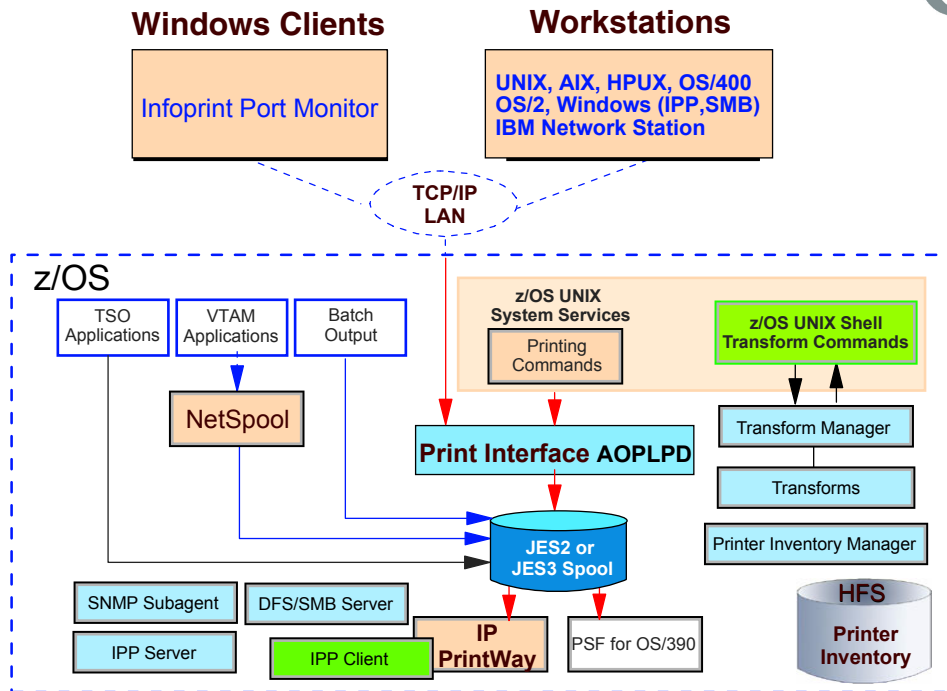 Windows Clients
Workstations
Infoprint Port Monitor
UNIX, AIX, HPUX, OS/400
OS/2, Windows (IPP,SMB)
IBM Network Station
TCP/IP
LAN
z/OS
TSO
Applications
VTAM
Applications
Batch
Output
z/OS UNIX
System Services
Printing
Commands
z/OS UNIX Shell
Transform Commands
NetSpool
Print Interface AOPLPD
Transform Manager
Transforms
Printer Inventory Manager
JES2 or
JES3 Spool
SNMP Subagent
DFS/SMB Server
IPP Server
IPP Client
IP
PrintWay
PSF for OS/390
HFS
Printer
Inventory